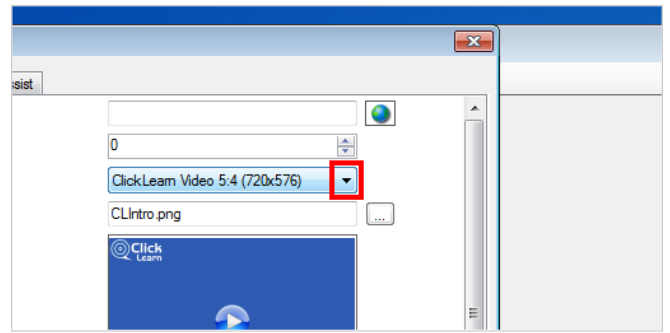 ssist
0
ClickLearn Video 5:4 (720x576)
CLIntro.png
...
Click
Learn